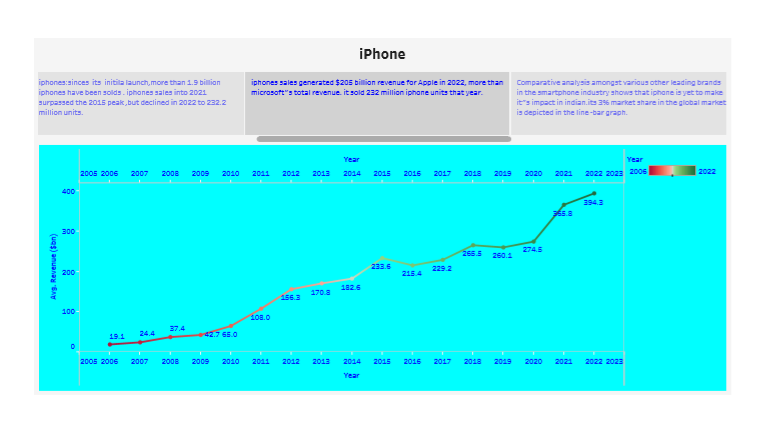 iPhone
iphones:sinces its initila launch,more than 1.9 billion
iphones have been solds . iphones sales into 2021
surpassed the 2015 peak,but declined in 2022 to 232.2
million units.
iphones sales generated $205 billion revenue for Apple in 2022, more than
microsoft"s total revenue. it sold 232 million iphone units that year.
Comparative analysis amongst various other leading brands
in the smartphone industry shows that iphone is yet to make
it"s impact in indian.its 3% market share in the global market
is depicted in the line-bar graph.
Year
2005 2006 2007 2008 2009 2010 2011 2012 2013 2014 2015 2016 2017 2018 2019 2020 2021 2022 2023
Year
2006 2022
Avg. Revenue ($bn)
400
300
200
100
0
19.1 24.4 37.4 42.7 65.0 108.0 156.3 170.8 182.6 233.6 215.4 229.2 265.5 260.1 274.5 365.8 394.3
2005 2006 2007 2008 2009 2010 2011 2012 2013 2014 2015 2016 2017 2018 2019 2020 2021 2022 2023
Year